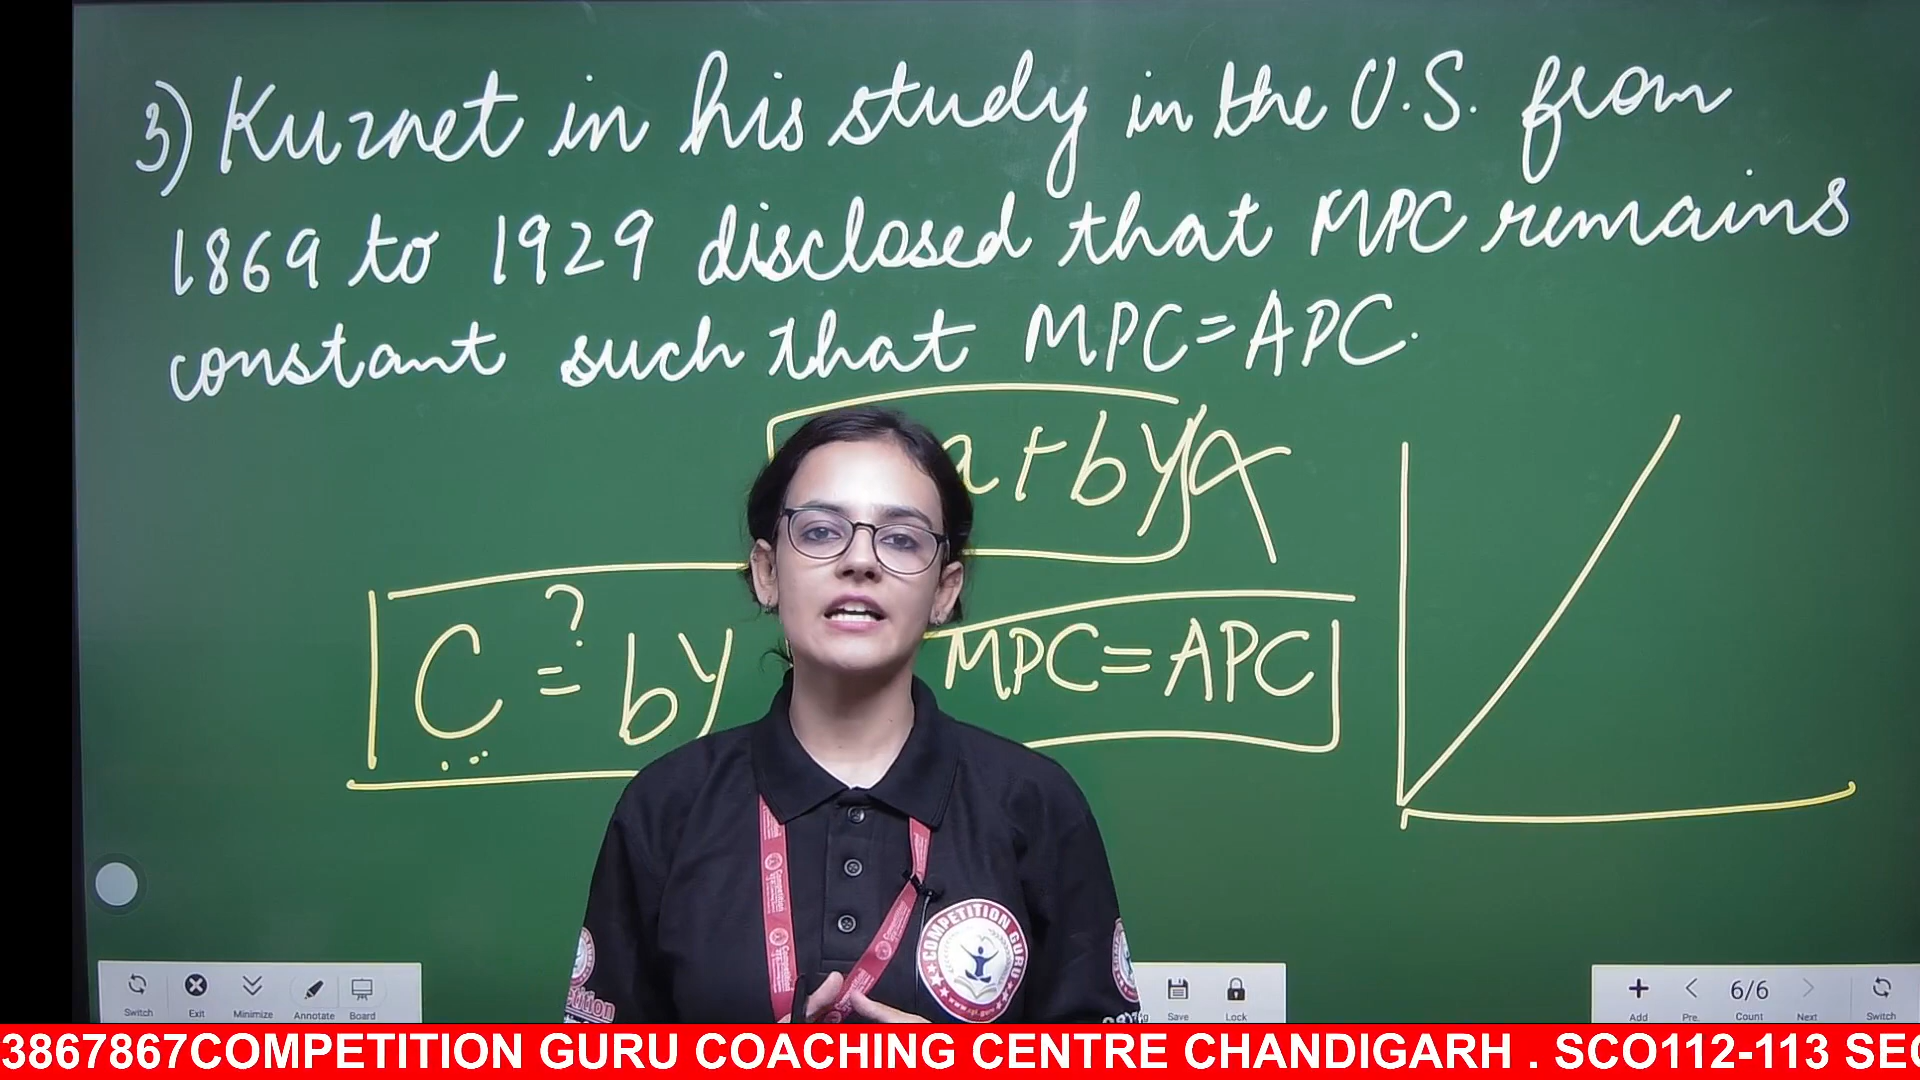 3) Kuznet in his study in the U.S. from
1869 to 1929 disclosed that MPC remains
constant such that MPC=APC.
a+by
C = by
?
MPC=APC
COMPETITION GURU
Switch
Exit
Minimize
Annotate
Board
Save
Lock
Add
Pre.
6/6
Count
Next
Switch
3867867COMPETITION GURU COACHING CENTRE CHANDIGARH . SCO112-113 SEC